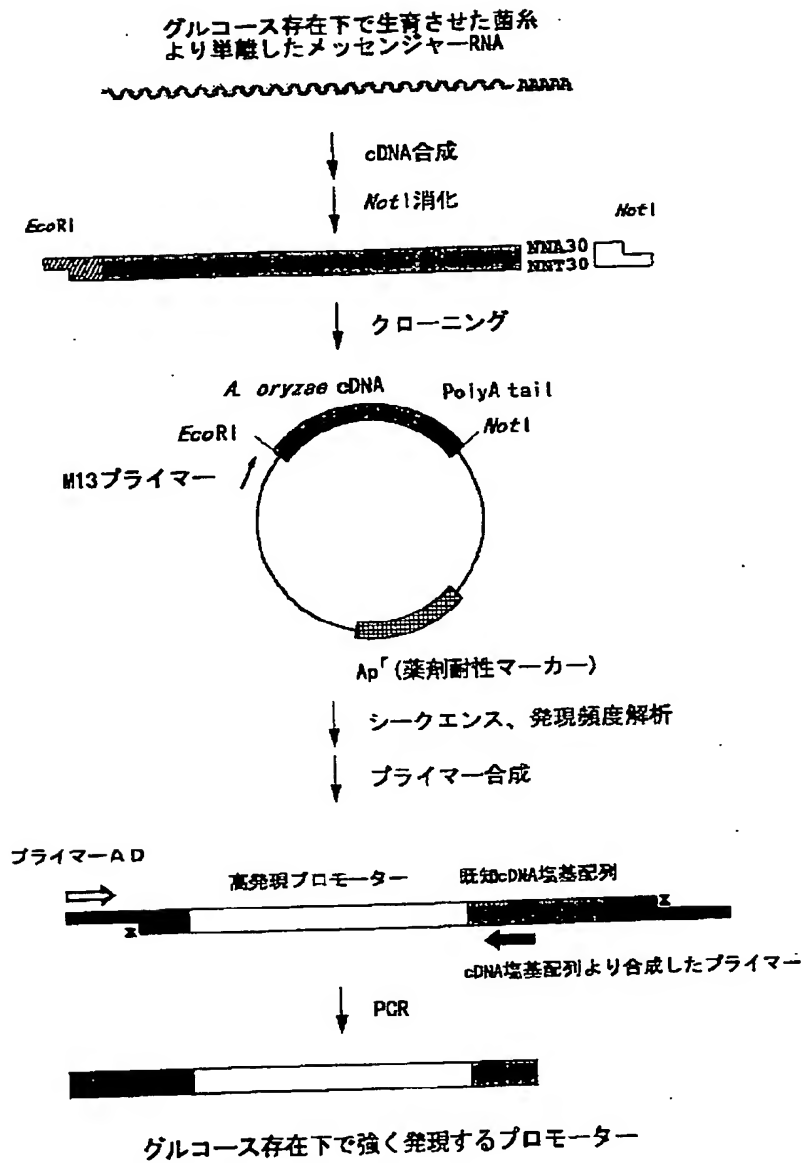 グルコース存在下で生育させた菌糸
より単離したメッセンジャーRNA
AAAAA
cDNA合成
NotI消化
EcoRI
NotI
NNA30
NNT30
クローニング
A. oryzae cDNA
PolyA tail
EcoRI
NotI
M13プライマー
Apr (薬剤耐性マーカー)
シークエンス、発現頻度解析
プライマー合成
プライマーAD
高発現プロモーター
既知cDNA塩基配列
cDNA塩基配列より合成したプライマー
PCR
グルコース存在下で強く発現するプロモーター